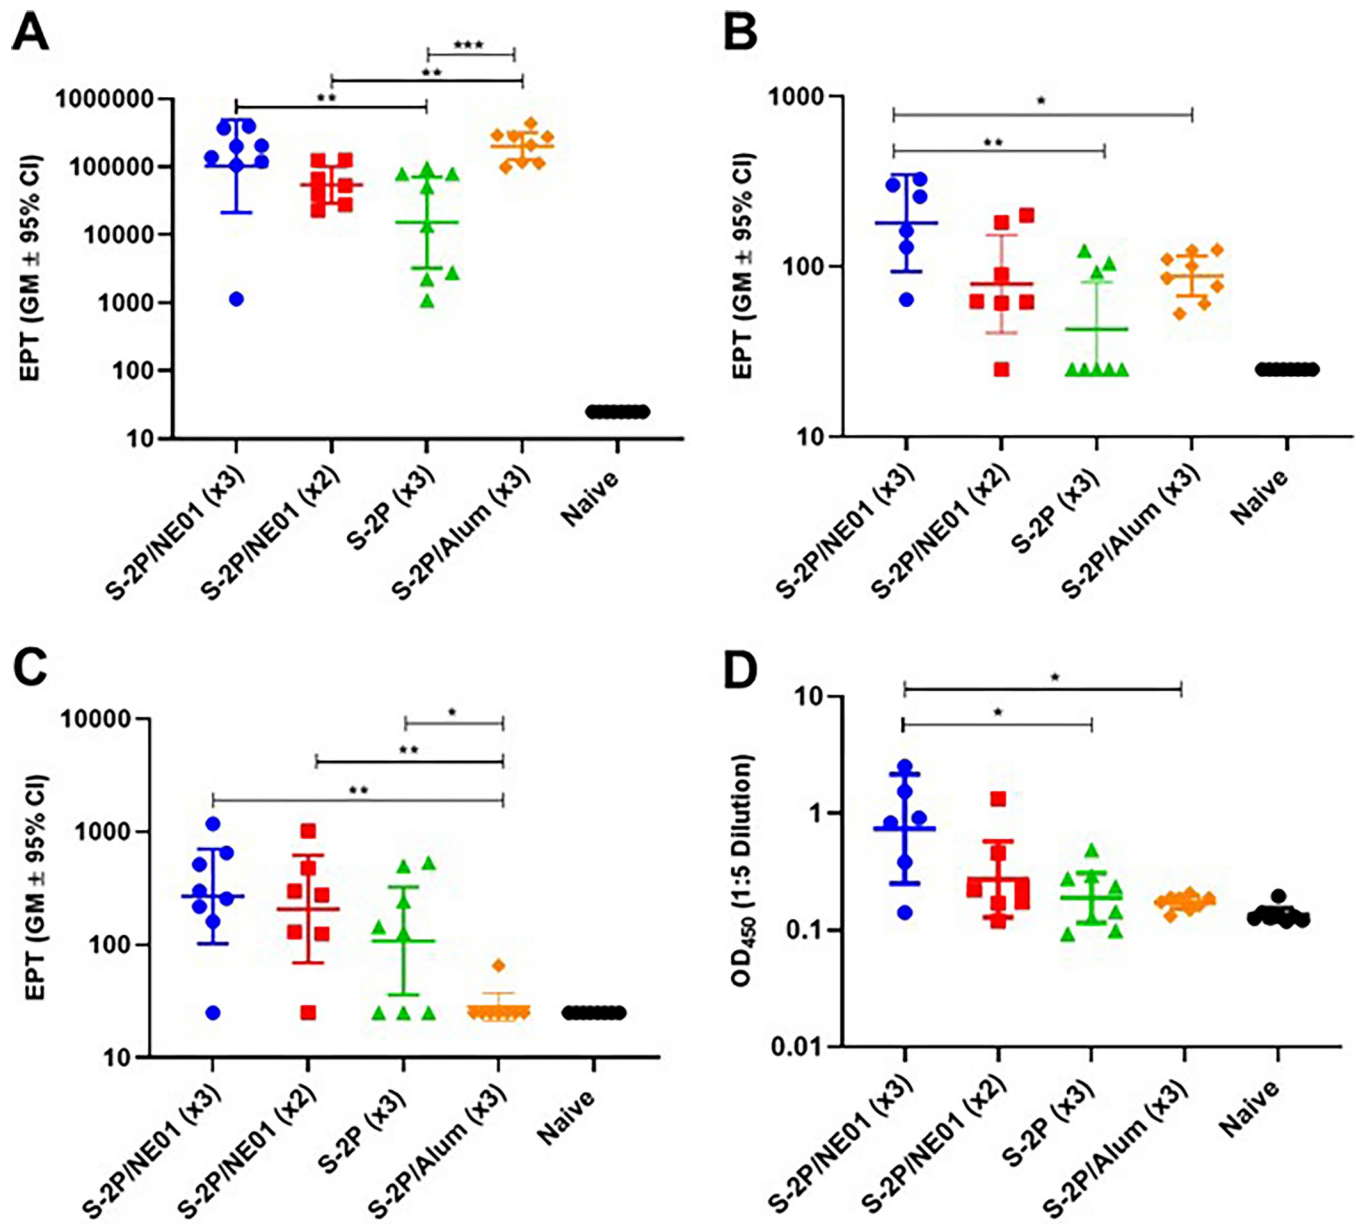 A
***
**
**
1000000
100000
10000
1000
100
10
EPT (GM ± 95% CI)
S-2P/NE01 (x3)
S-2P/NE01 (x2)
S-2P (x3)
S-2P/Alum (x3)
Naive
B
*
**
1000
100
10
EPT (GM ± 95% CI)
S-2P/NE01 (x3)
S-2P/NE01 (x2)
S-2P (x3)
S-2P/Alum (x3)
Naive
C
*
**
**
10000
1000
100
10
EPT (GM ± 95% CI)
S-2P/NE01 (x3)
S-2P/NE01 (x2)
S-2P (x3)
S-2P/Alum (x3)
Naive
D
*
*
10
1
0.1
0.01
OD450 (1:5 Dilution)
S-2P/NE01 (x3)
S-2P/NE01 (x2)
S-2P (x3)
S-2P/Alum (x3)
Naive